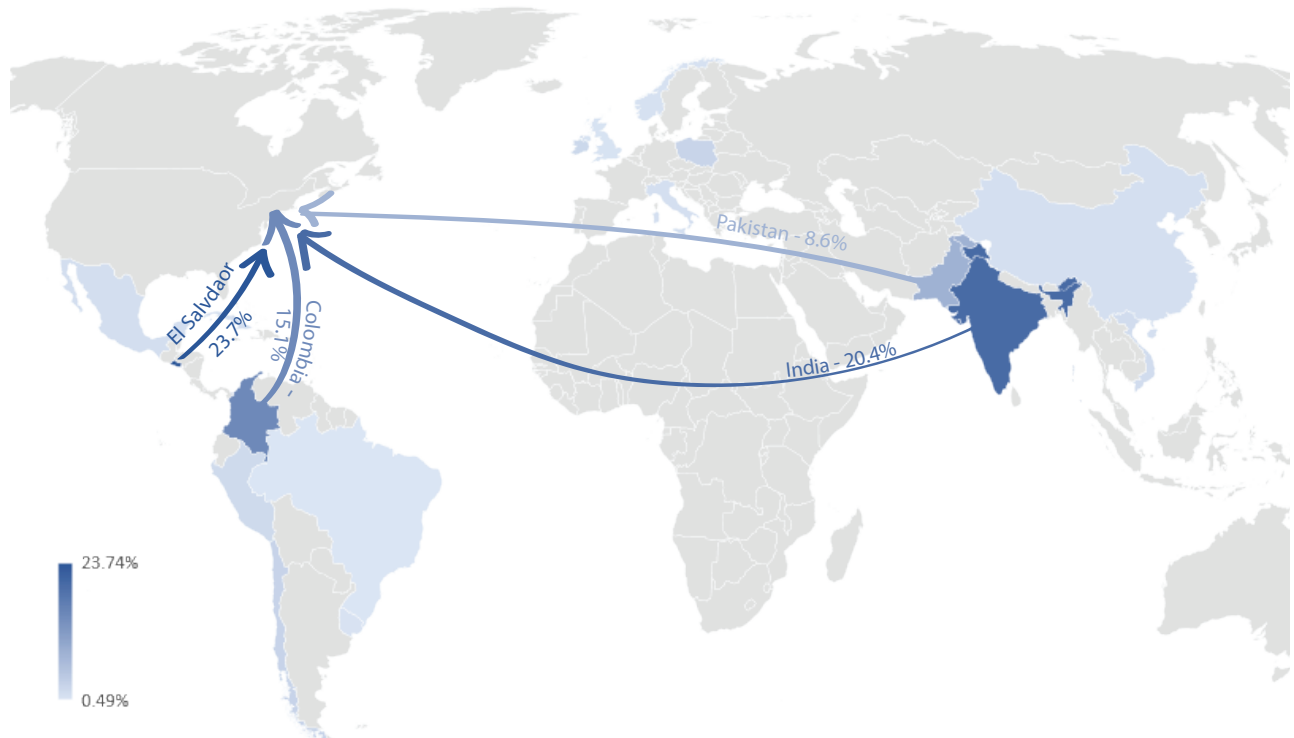 Pakistan - 8.6%
El Salvdaor
23.7%
Colombia -
15.1%
India - 20.4%
23.74%
0.49%